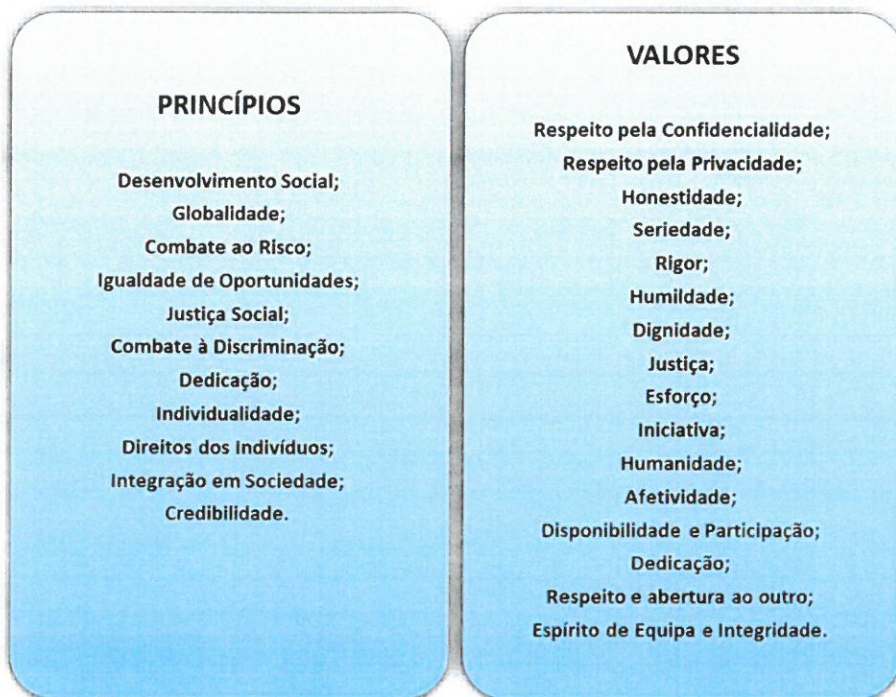 PRINCÍPIOS
Desenvolvimento Social;
Globalidade;
Combate ao Risco;
Igualdade de Oportunidades;
Justiça Social;
Combate à Discriminação;
Dedicação;
Individualidade;
Direitos dos Indivíduos;
Integração em Sociedade;
Credibilidade.
VALORES
Respeito pela Confidencialidade;
Respeito pela Privacidade;
Honestidade;
Seriedade;
Rigor;
Humildade;
Dignidade;
Justiça;
Esforço;
Iniciativa;
Humanidade;
Afetividade;
Disponibilidade e Participação;
Dedicação;
Respeito e abertura ao outro;
Espírito de Equipa e Integridade.